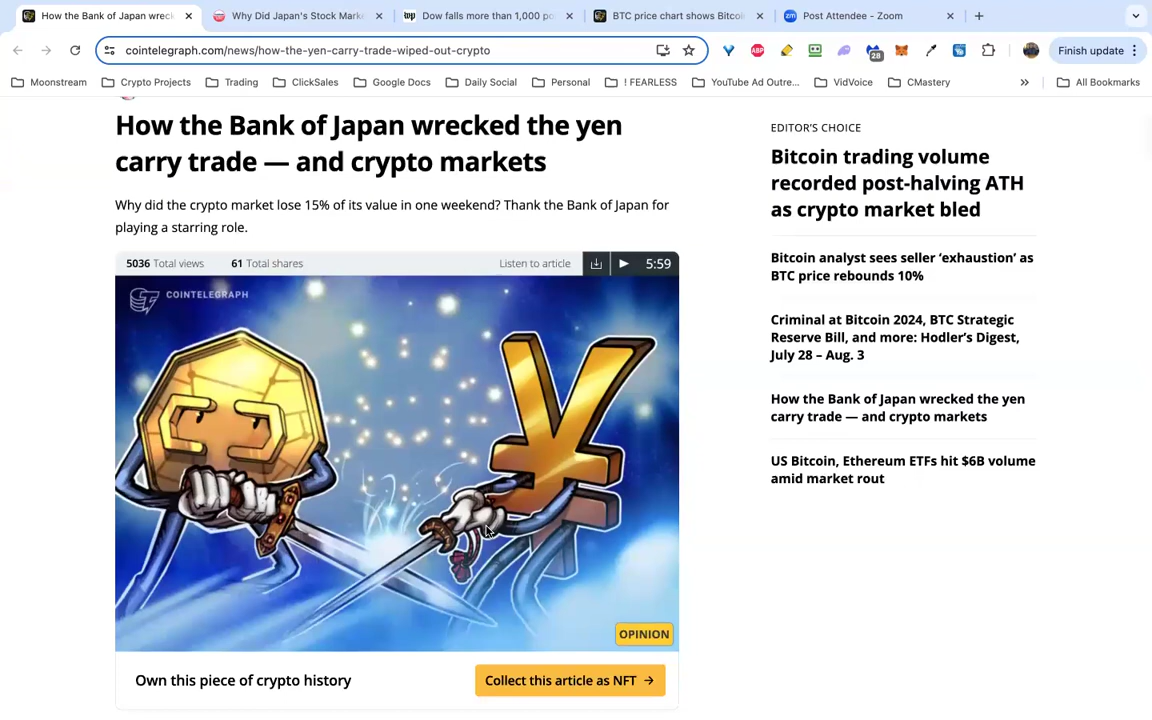 How the Bank of Japan wreck
Why Did Japan's Stock Mark
wp
Dow falls more than 1,000 po
BTC price chart shows Bitcoi
zm
Post Attendee - Zoom
cointelegraph.com/news/how-the-yen-carry-trade-wiped-out-crypto
ABP
28
Finish update
Moonstream
Crypto Projects
Trading
ClickSales
Google Docs
Daily Social
Personal
! FEARLESS
YouTube Ad Outre...
VidVoice
CMastery
All Bookmarks
How the Bank of Japan wrecked the yen
carry trade — and crypto markets
Why did the crypto market lose 15% of its value in one weekend? Thank the Bank of Japan for
playing a starring role.
5036 Total views
61 Total shares
Listen to article
5:59
COINTELEGRAPH
OPINION
Own this piece of crypto history
Collect this article as NFT →
EDITOR'S CHOICE
Bitcoin trading volume
recorded post-halving ATH
as crypto market bled
Bitcoin analyst sees seller ‘exhaustion’ as
BTC price rebounds 10%
Criminal at Bitcoin 2024, BTC Strategic
Reserve Bill, and more: Hodler’s Digest,
July 28 – Aug. 3
How the Bank of Japan wrecked the yen
carry trade — and crypto markets
US Bitcoin, Ethereum ETFs hit $6B volume
amid market rout